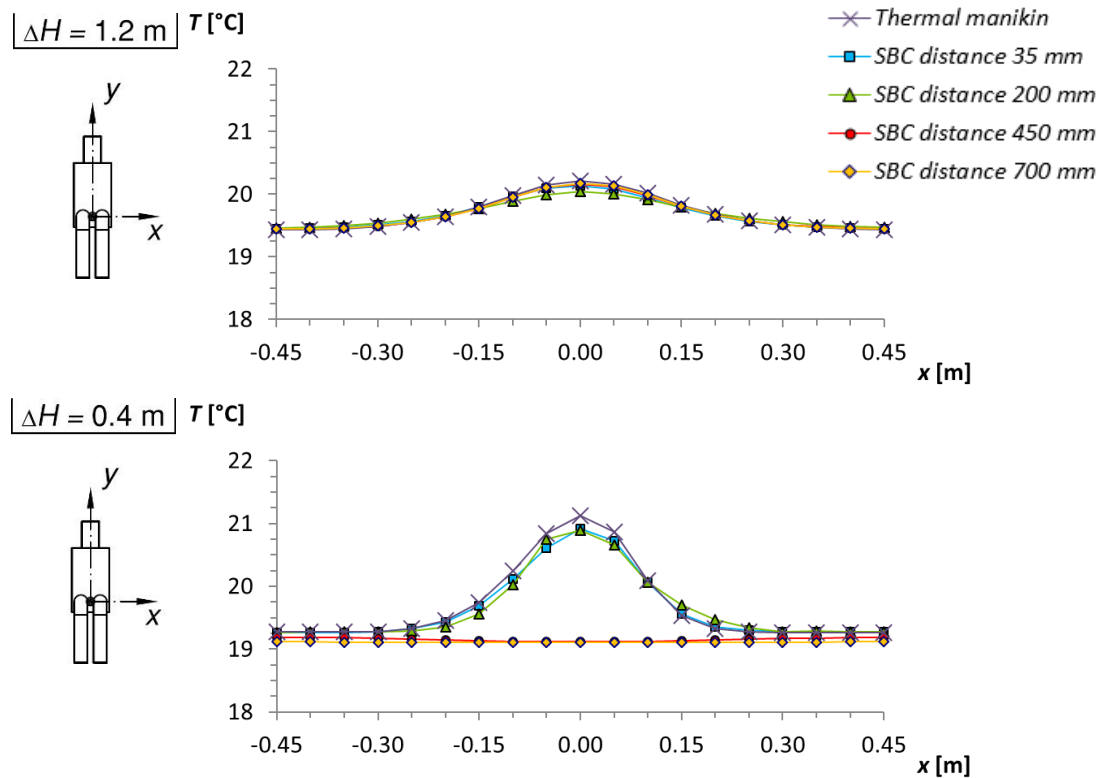 ΔH = 1.2 m
T [°C]
Thermal manikin
SBC distance 35 mm
SBC distance 200 mm
SBC distance 450 mm
SBC distance 700 mm
22
21
20
19
18
-0.45 -0.30 -0.15 0.00 0.15 0.30 0.45
x [m]
y
x
ΔH = 0.4 m
T [°C]
22
21
20
19
18
-0.45 -0.30 -0.15 0.00 0.15 0.30 0.45
x [m]
y
x